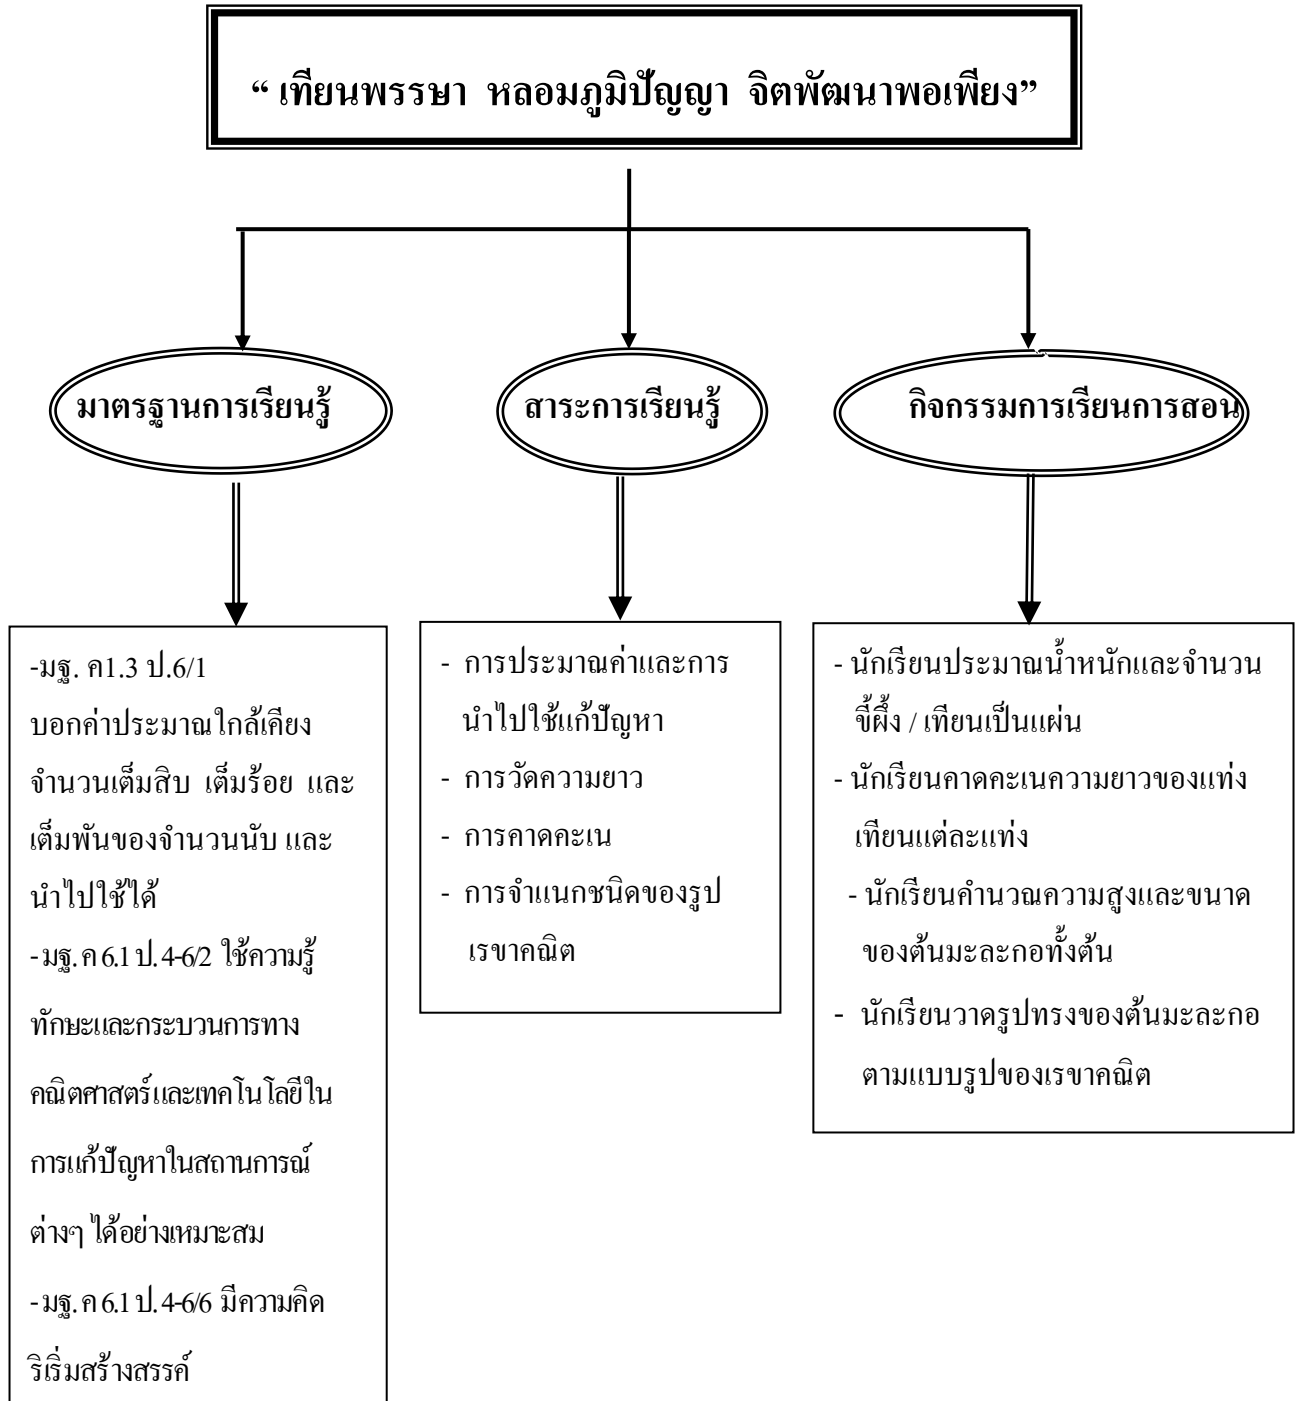 “ เทียนพรรษา หลอมภูมิปัญญา จิตพัฒนาพอเพียง”
มาตรฐานการเรียนรู้
สาระการเรียนรู้
กิจกรรมการเรียนการสอน
-มฐ. ค1.3 ป.6/1
บอกค่าประมาณใกล้เคียง
จำนวนเต็มสิบ เต็มร้อย และ
เต็มพันของจำนวนนับ และ
นำไปใช้ได้
-มฐ. ค 6.1 ป. 4-6/2 ใช้ความรู้
ทักษะและกระบวนการทาง
คณิตศาสตร์และเทคโนโลยีใน
การแก้ปัญหาในสถานการณ์
ต่างๆ ได้อย่างเหมาะสม
-มฐ. ค 6.1 ป. 4-6/6 มีความคิด
ริเริ่มสร้างสรรค์
- การประมาณค่าและการ
นำไปใช้แก้ปัญหา
- การวัดความยาว
- การคาดคะเน
- การจำแนกชนิดของรูป
เรขาคณิต
- นักเรียนประมาณน้ำหนักและจำนวน
ขี้ผึ้ง / เทียนเป็นแผ่น
- นักเรียนคาดคะเนความยาวของแท่ง
เทียนแต่ละแท่ง
- นักเรียนคำนวณความสูงและขนาด
ของต้นมะละกอทั้งต้น
- นักเรียนวาดรูปทรงของต้นมะละกอ
ตามแบบรูปของเรขาคณิต